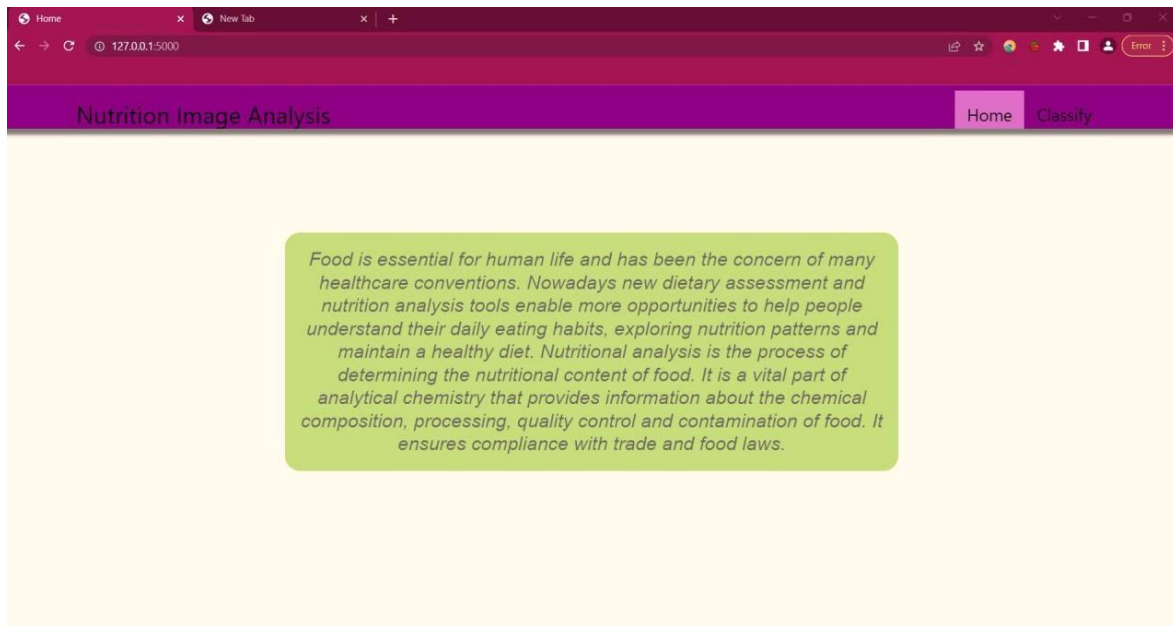 Home
New Tab
127.0.0.1:5000
Error
Nutrition Image Analysis
Home
Classify
Food is essential for human life and has been the concern of many
healthcare conventions. Nowadays new dietary assessment and
nutrition analysis tools enable more opportunities to help people
understand their daily eating habits, exploring nutrition patterns and
maintain a healthy diet. Nutritional analysis is the process of
determining the nutritional content of food. It is a vital part of
analytical chemistry that provides information about the chemical
composition, processing, quality control and contamination of food. It
ensures compliance with trade and food laws.